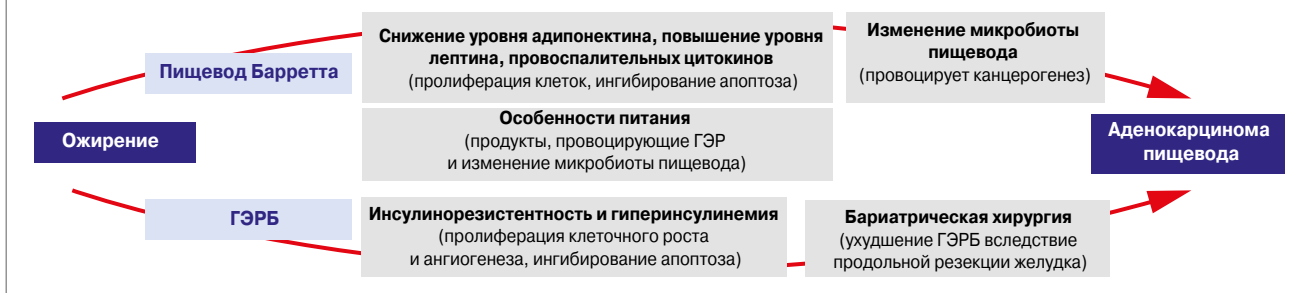 Ожирение
Пищевод Барретта
ГЭРБ
Снижение уровня адипонектина, повышение уровня
лептина, провоспалительных цитокинов
(пролиферация клеток, ингибирование апоптоза)
Особенности питания
(продукты, провоцирующие ГЭР
и изменение микробиоты пищевода)
Инсулинорезистентность и гиперинсулинемия
(пролиферация клеточного роста
и ангиогенеза, ингибирование апоптоза)
Изменение микробиоты
пищевода
(провоцирует канцерогенез)
Бариатрическая хирургия
(ухудшение ГЭРБ вследствие
продольной резекции желудка)
Аденокарцинома
пищевода